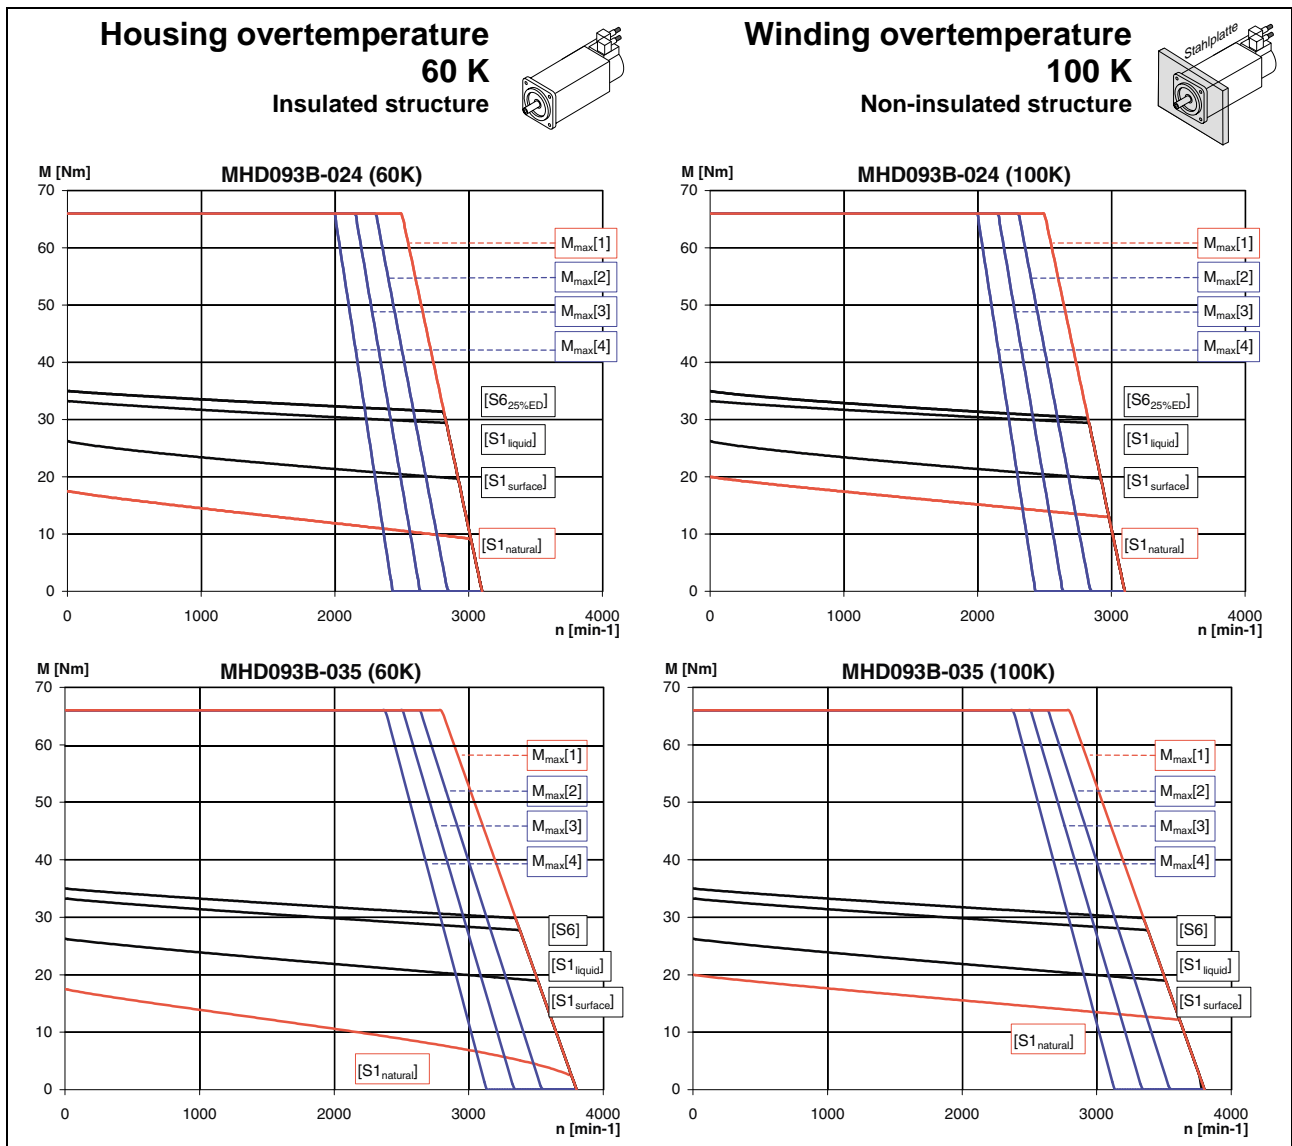 Housing overtemperature
60 K
Insulated structure
Winding overtemperature
100 K
Non-insulated structure
Stahlplatte
M [Nm]
MHD093B-024 (60K)
70
60
50
40
30
20
10
0
0 1000 2000 3000 4000
n [min-1]
Mmax[1]
Mmax[2]
Mmax[3]
Mmax[4]
[S625%ED]
[S1liquid]
[S1surface]
[S1natural]
M [Nm]
MHD093B-024 (100K)
70
60
50
40
30
20
10
0
0 1000 2000 3000 4000
n [min-1]
Mmax[1]
Mmax[2]
Mmax[3]
Mmax[4]
[S625%ED]
[S1liquid]
[S1surface]
[S1natural]
M [Nm]
MHD093B-035 (60K)
70
60
50
40
30
20
10
0
0 1000 2000 3000 4000
n [min-1]
Mmax[1]
Mmax[2]
Mmax[3]
Mmax[4]
[S6]
[S1liquid]
[S1surface]
[S1natural]
M [Nm]
MHD093B-035 (100K)
70
60
50
40
30
20
10
0
0 1000 2000 3000 4000
n [min-1]
Mmax[1]
Mmax[2]
Mmax[3]
Mmax[4]
[S6]
[S1liquid]
[S1surface]
[S1natural]